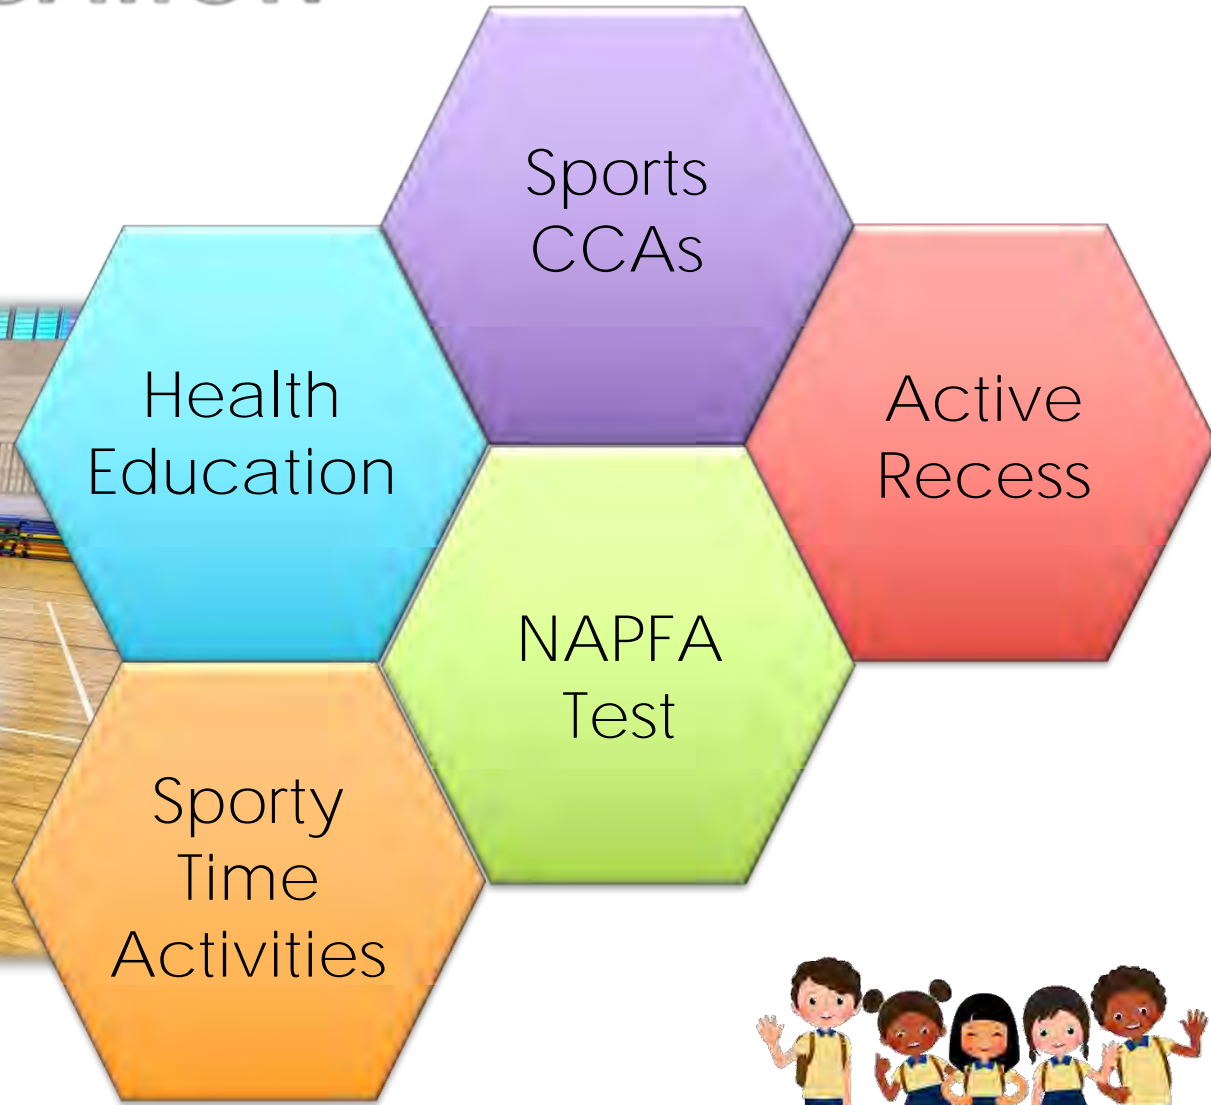 Sports
CCAs
Health
Education
Active
Recess
NAPFA
Test
Sporty
Time
Activities